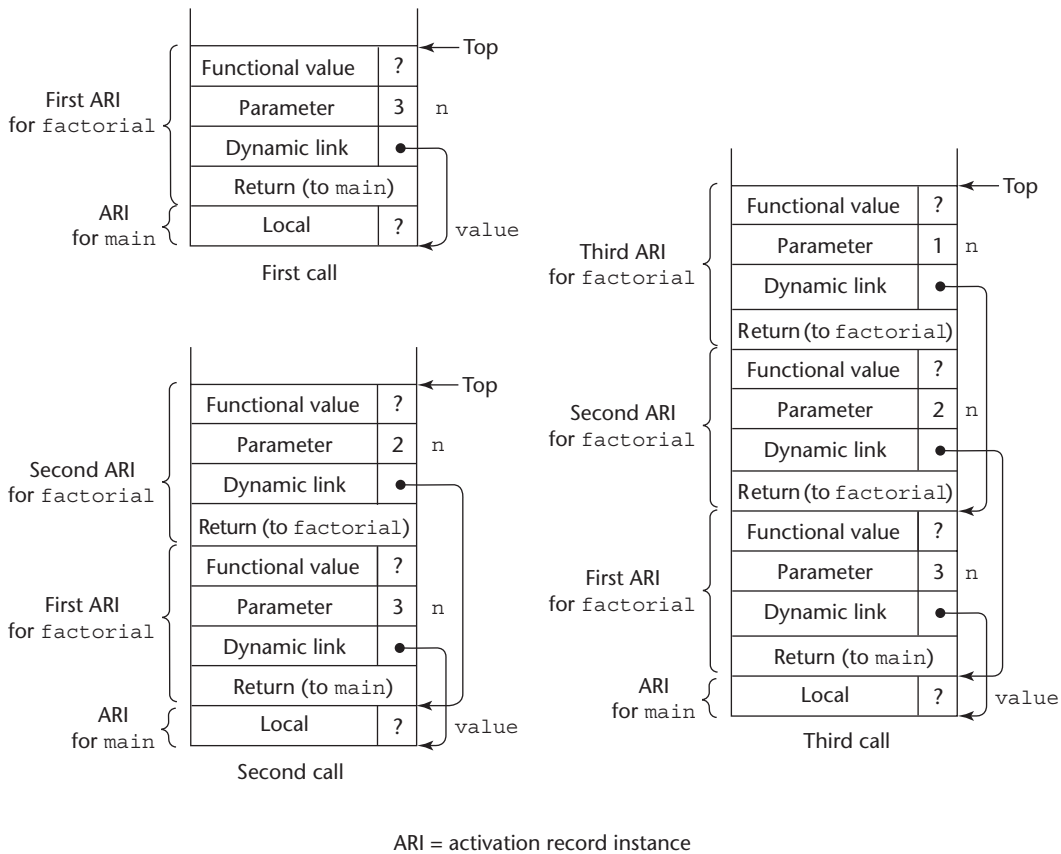 Top
Functional value ?
First ARI
for factorial
Parameter 3 n
Dynamic link
Return (to main)
ARI
for main
Local ? value
First call
Top
Functional value ?
Parameter 2 n
Second ARI
for factorial
Dynamic link
Return (to factorial)
Functional value ?
First ARI
for factorial
Parameter 3 n
Dynamic link
Return (to main)
ARI
for main
Local ? value
Second call
Top
Functional value ?
Third ARI
for factorial
Parameter 1 n
Dynamic link
Return (to factorial)
Functional value ?
Second ARI
for factorial
Parameter 2 n
Dynamic link
Return (to factorial)
Functional value ?
First ARI
for factorial
Parameter 3 n
Dynamic link
Return (to main)
ARI
for main
Local ? value
Third call
ARI = activation record instance